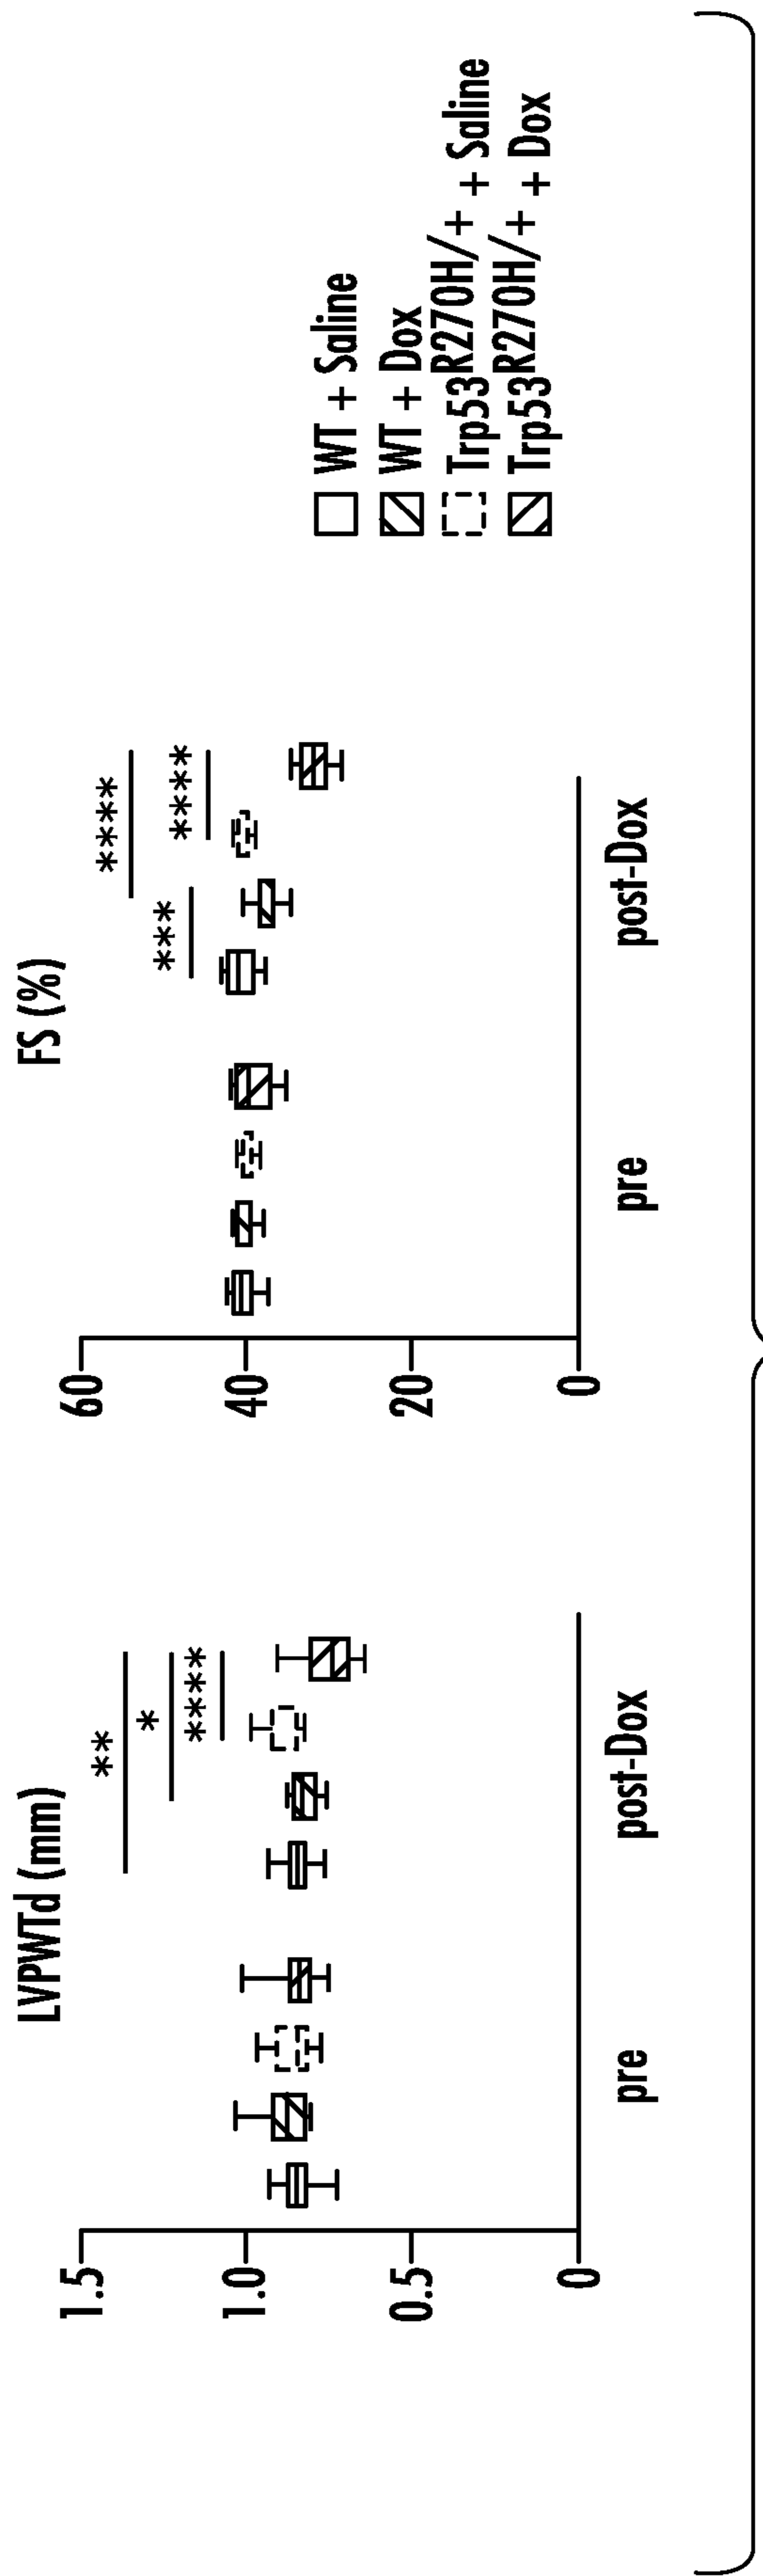 LVPWTd (mm)
1.5
1.0
0.5
0
**
*
****
pre
post-Dox
FS (%)
60
40
20
0
****
***
****
pre
post-Dox
WT + Saline
WT + Dox
Trp53R270H/+ + Saline
Trp53R270H/+ + Dox